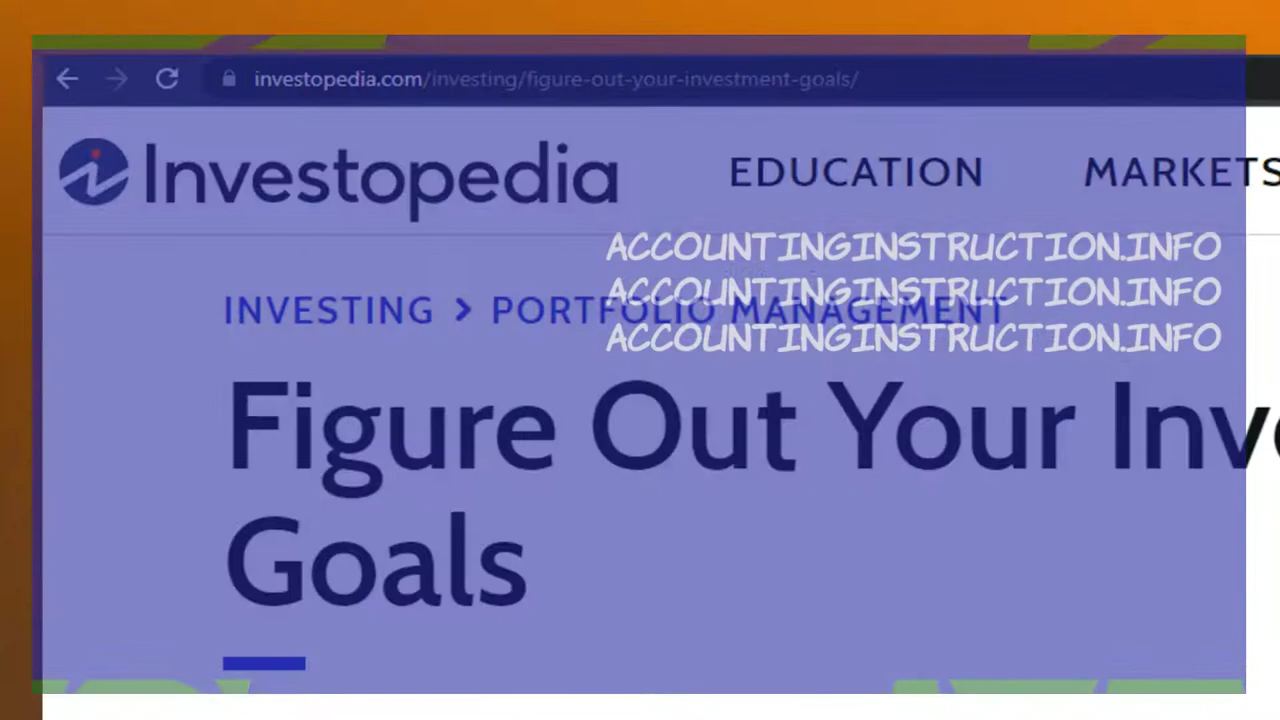 investopedia.com/investing/figure-out-your-investment-goals/
Investopedia EDUCATION MARKETS
ACCOUNTINGINSTRUCTION.INFO
ACCOUNTINGINSTRUCTION.INFO
INVESTING > PORTFOLIO MANAGEMENT
ACCOUNTINGINSTRUCTION.INFO
Figure Out Your Inv
Goals